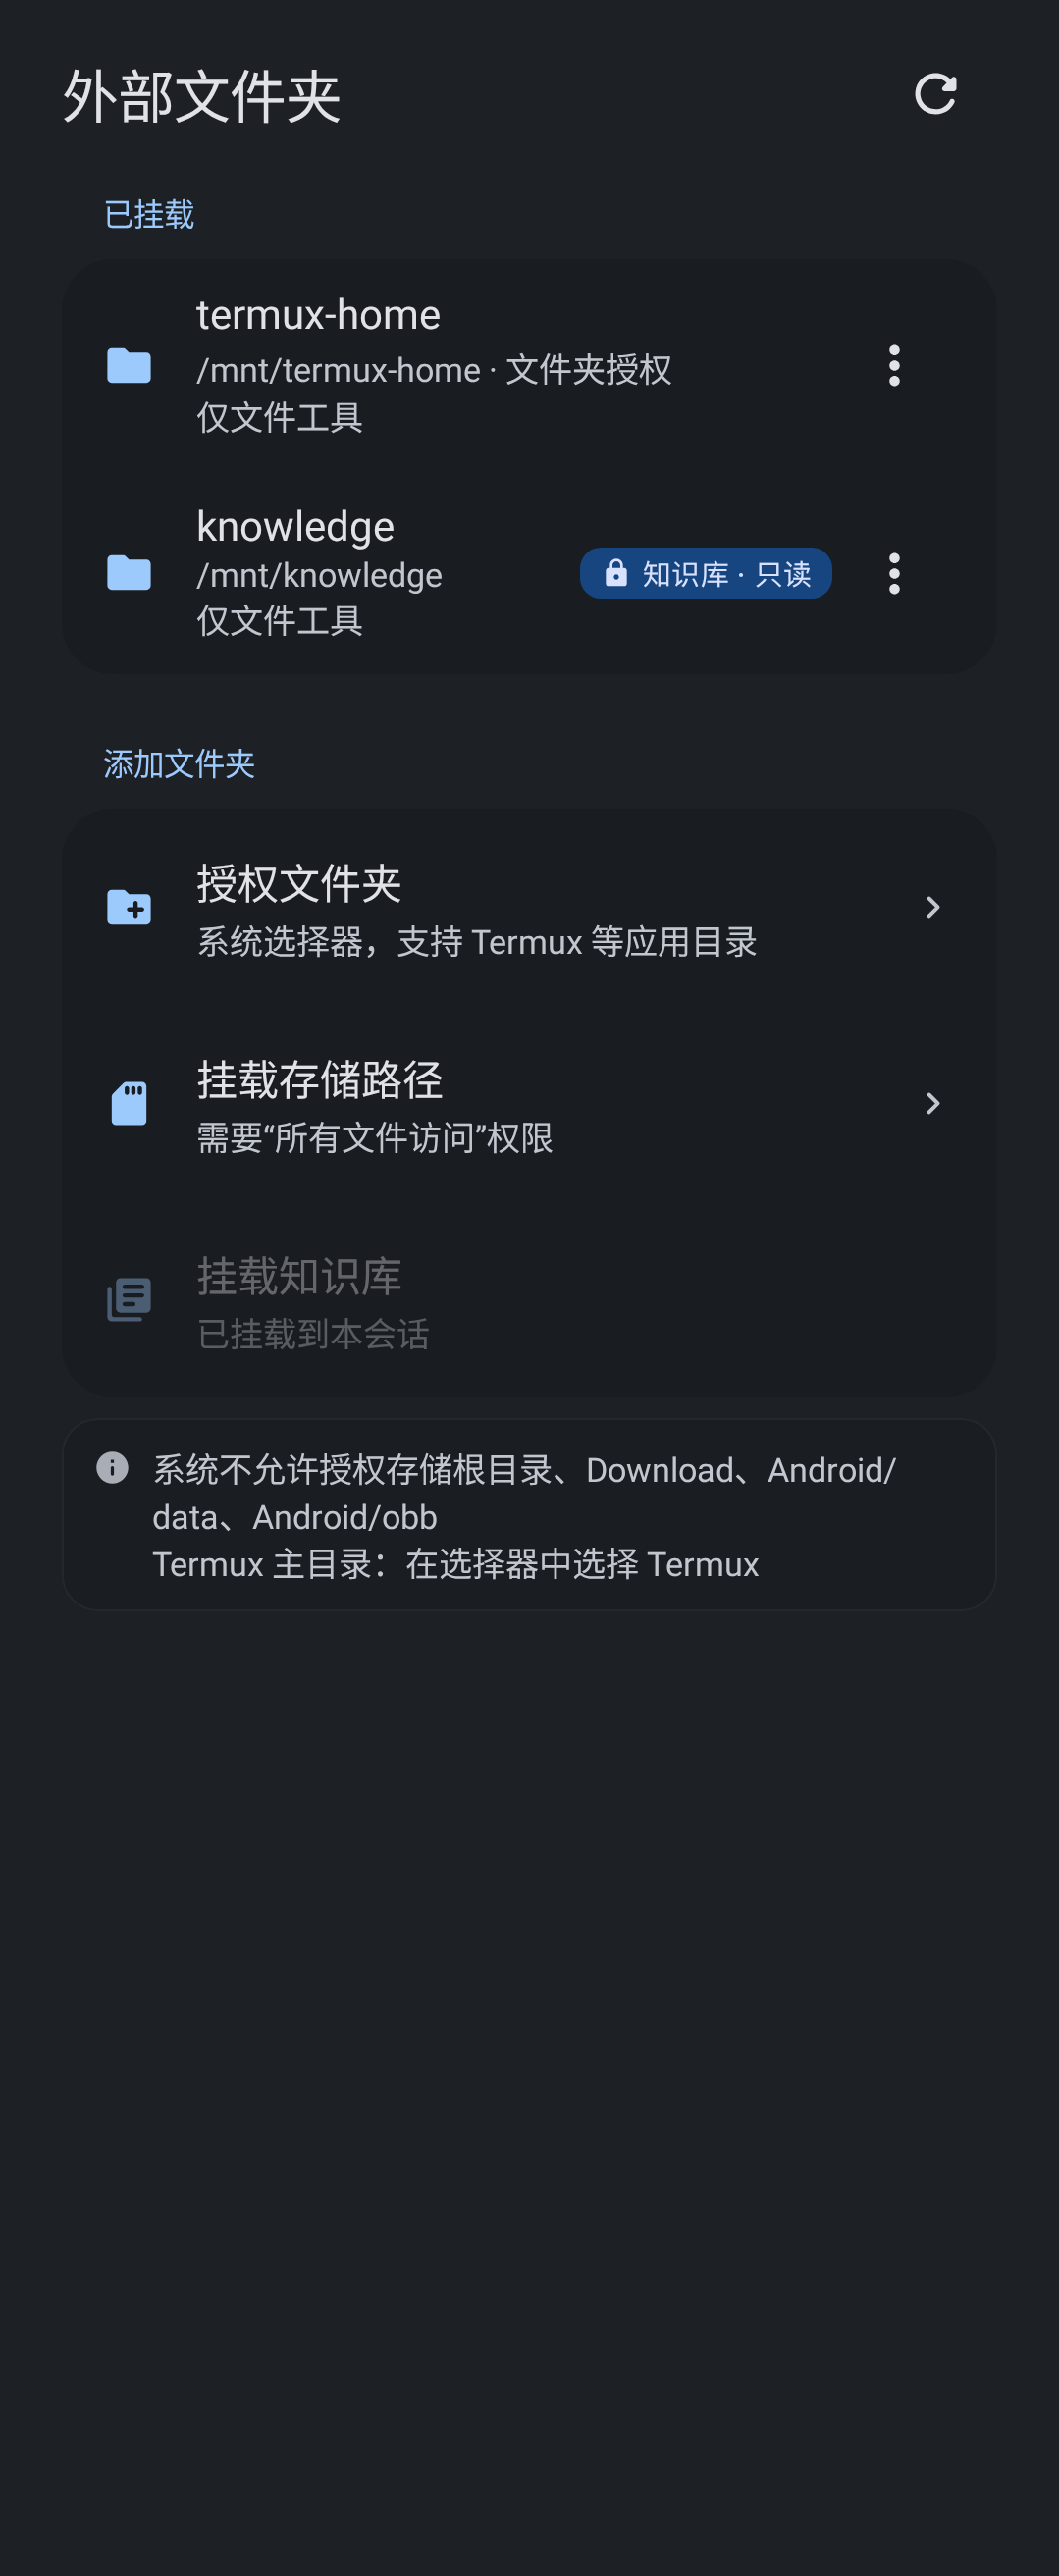 外部文件夹
已挂载
termux-home
/mnt/termux-home · 文件夹授权
仅文件工具
knowledge
/mnt/knowledge
仅文件工具
知识库 · 只读
添加文件夹
授权文件夹
系统选择器，支持 Termux 等应用目录
挂载存储路径
需要“所有文件访问”权限
挂载知识库
已挂载到本会话
系统不允许授权存储根目录、Download、Android/
data、Android/obb
Termux 主目录：在选择器中选择 Termux